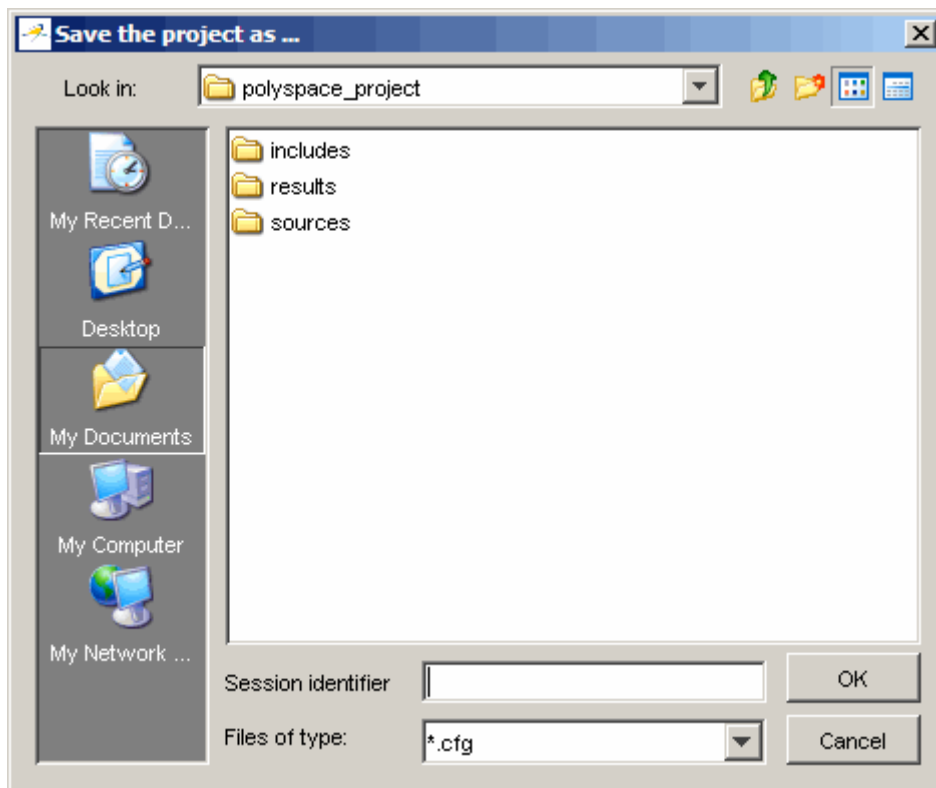 Save the project as ...
Look in:
polyspace_project
includes
results
sources
My Recent D...
Desktop
My Documents
My Computer
My Network ...
Session identifier
OK
Files of type:
*.cfg
Cancel